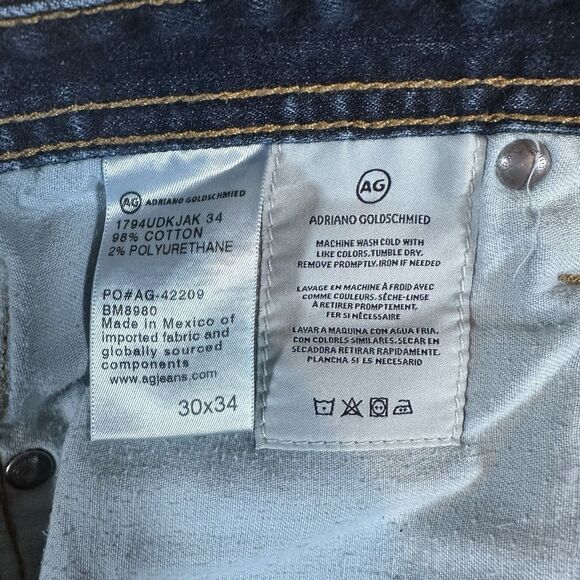 AG ADRIANO GOLDSCHMIED
1794UDKJAK 34
98% COTTON
2% POLYURETHANE
PO#AG-42209
BM8980
Made in Mexico of
imported fabric and
globally sourced
components
www.agjeans.com
30x34
AG
ADRIANO GOLDSCHMIED
MACHINE WASH COLD WITH
LIKE COLORS. TUMBLE DRY.
REMOVE PROMPTLY. IRON IF NEEDED
LAVAGE EN MACHINE À FROID AVEC
COMME COULEURS. SÈCHE-LINGE
À RETIRER PROMPTEMENT,
FER SI NÉCESSAIRE
LAVAR A MAQUINA CON AGUA FRIA,
CON COLORES SIMILARES. SECAR EN
SECADORA RETIRAR RAPIDAMENTE.
PLANCHA SI ES NECESARIO